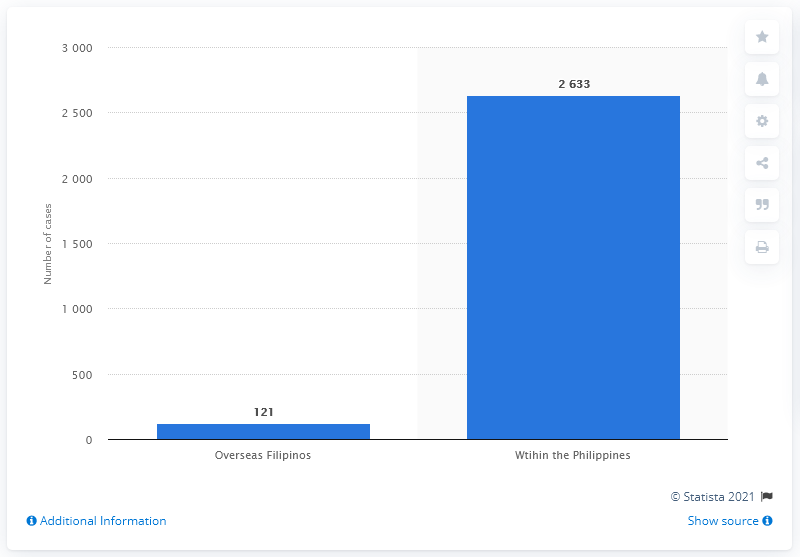 3 000
2 633
2 500
2 000
1 500
1 000
500
121
0
Number of cases
Overseas Filipinos
Wtihin the Philippines
© Statista 2021
Additional Information
Show source